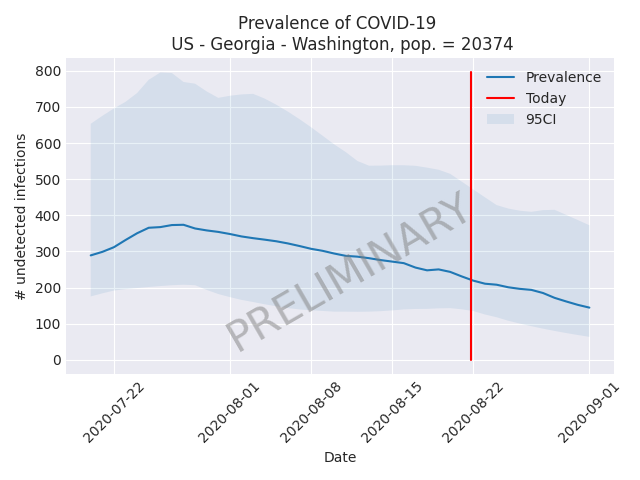 Prevalence of COVID-19
US - Georgia - Washington, pop. = 20374
# undetected infections
800
700
600
500
400
300
200
100
0
Prevalence
Today
95CI
PRELIMINARY
2020-07-22
2020-08-01
2020-08-08
2020-08-15
2020-08-22
2020-09-01
Date